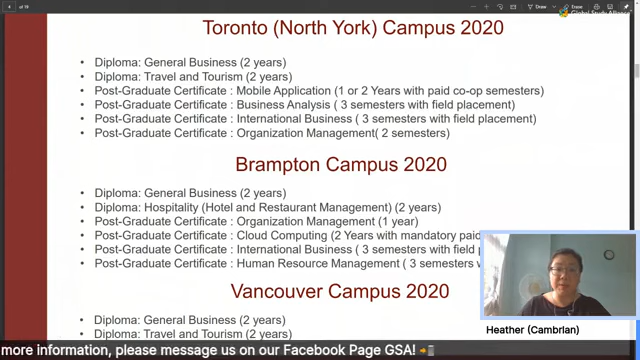 of 19
Draw
Erase
Global Study Alliance
Toronto (North York) Campus 2020
• Diploma: General Business (2 years)
• Diploma: Travel and Tourism (2 years)
• Post-Graduate Certificate : Mobile Application (1 or 2 Years with paid co-op semesters)
• Post-Graduate Certificate : Business Analysis ( 3 semesters with field placement)
• Post-Graduate Certificate : International Business ( 3 semesters with field placement)
• Post-Graduate Certificate : Organization Management( 2 semesters)
Brampton Campus 2020
• Diploma: General Business (2 years)
• Diploma: Hospitality (Hotel and Restaurant Management) (2 years)
• Post-Graduate Certificate : Organization Management (1 year)
• Post-Graduate Certificate : Cloud Computing (2 Years with mandatory paid
• Post-Graduate Certificate : International Business ( 3 semesters with field
• Post-Graduate Certificate : Human Resource Management ( 3 semesters
Vancouver Campus 2020
• Diploma: General Business (2 years)
• Diploma: Travel and Tourism (2 years)
Heather (Cambrian)
more information, please message us on our Facebook Page GSA!